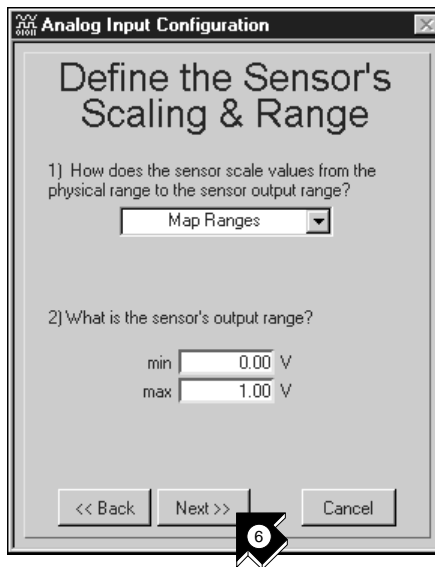 Analog Input Configuration
Define the Sensor's
Scaling & Range
1) How does the sensor scale values from the
physical range to the sensor output range?
Map Ranges
2) What is the sensor's output range?
min 0.00 V
max 1.00 V
<< Back Next >> Cancel
6